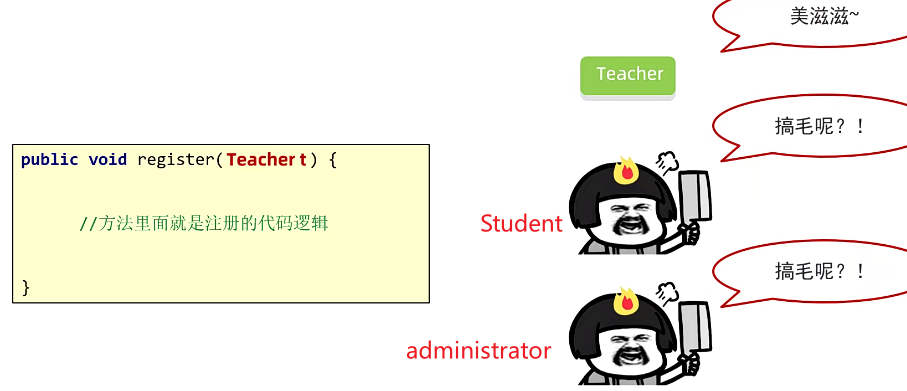 美滋滋~
Teacher
搞毛呢？！
public void register(Teacher t) {
//方法里面就是注册的代码逻辑
}
Student
搞毛呢？！
administrator